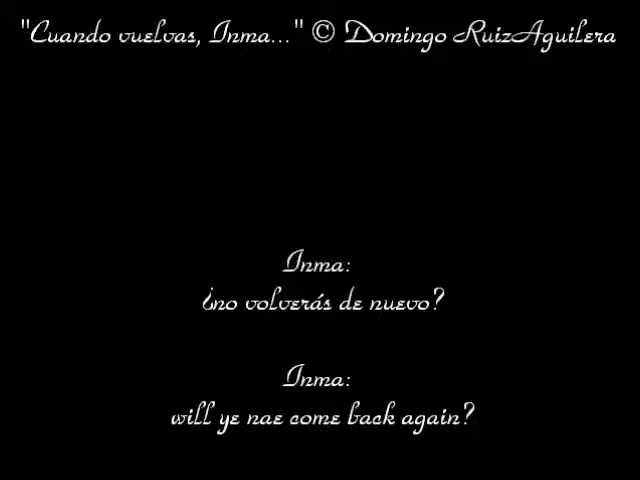 "Cuando vuelvas, Inma..." © Domingo RuizAguilera
Inma:
¿no volverás de nuevo?
Inma:
will ye nae come back again?